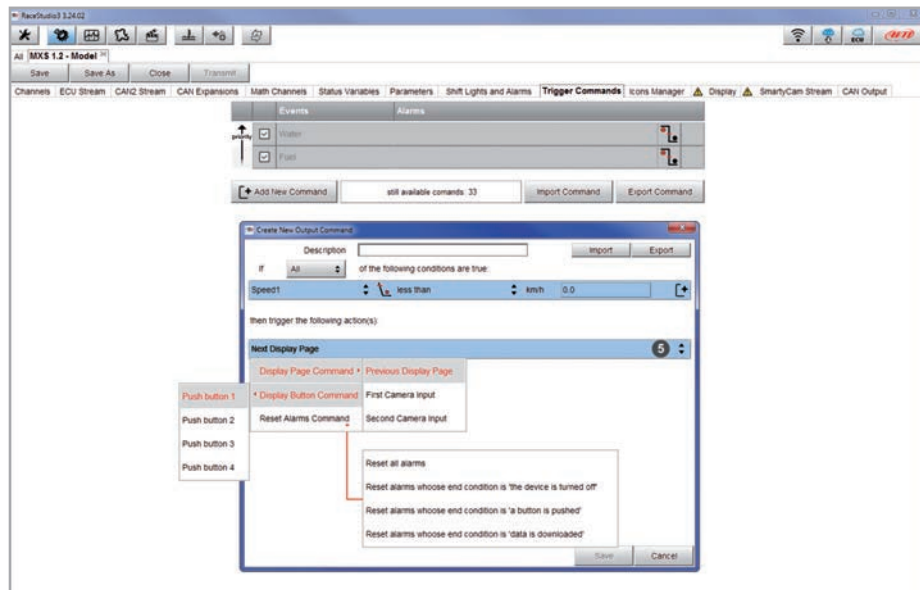 RaceStudio3 3.24.02
ECU
All MXS 1.2 - Model
Save Save As Close Transmit
Channels ECU Stream CAN2 Stream CAN Expansions Math Channels Status Variables Parameters Shift Lights and Alarms Trigger Commands Icons Manager Display SmartyCam Stream CAN Output
Events Alarms
priority
Water
Fuel
Add New Command still available comands: 33 Import Command Export Command
Create New Output Command
Description Import Export
If All of the following conditions are true:
Speed1 less than km/h 0.0
then trigger the following action(s):
Next Display Page 5
Display Page Command Previous Display Page
Push button 1 Display Button Command First Camera Input
Push button 2 Reset Alarms Command Second Camera Input
Push button 3
Push button 4
Reset all alarms
Reset alarms whoose end condition is 'the device is turned off'
Reset alarms whoose end condition is 'a button is pushed'
Reset alarms whoose end condition is 'data is downloaded'
Save Cancel